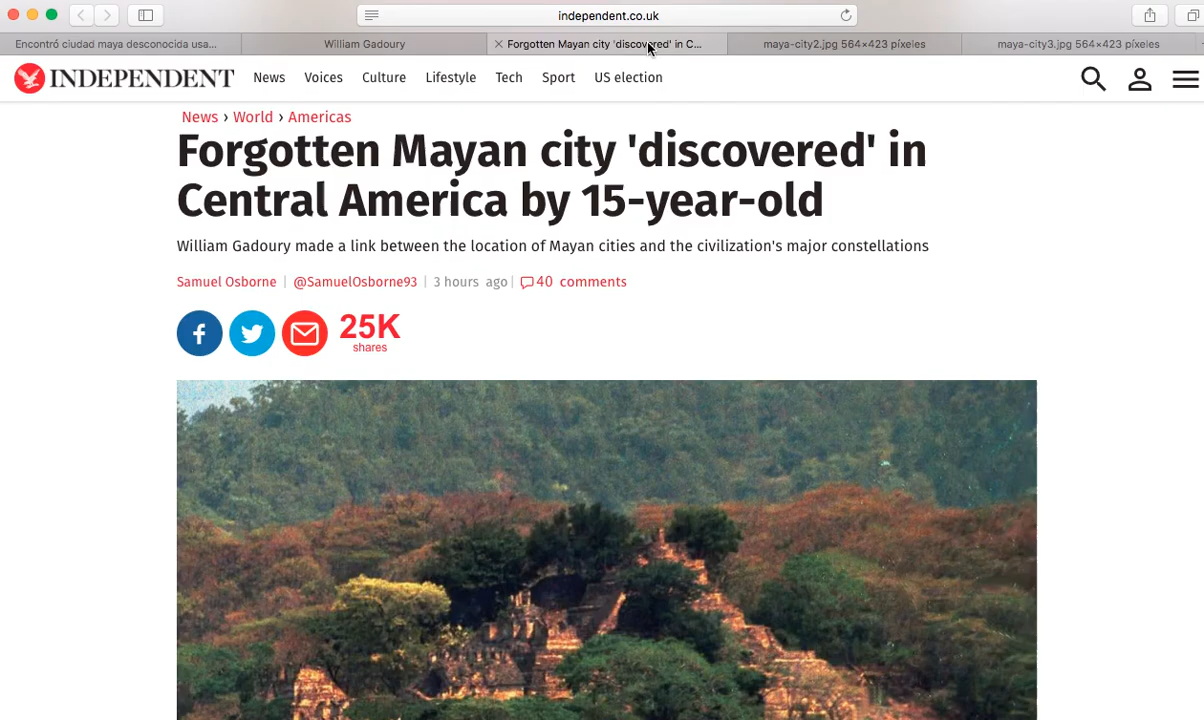 independent.co.uk
Encontró ciudad maya desconocida usa...
William Gadoury
Forgotten Mayan city 'discovered' in C...
maya-city2.jpg 564×423 píxeles
maya-city3.jpg 564×423 píxeles
INDEPENDENT
News
Voices
Culture
Lifestyle
Tech
Sport
US election
News › World › Americas
Forgotten Mayan city 'discovered' in
Central America by 15-year-old
William Gadoury made a link between the location of Mayan cities and the civilization's major constellations
Samuel Osborne | @SamuelOsborne93 | 3 hours ago | 40 comments
25K
shares